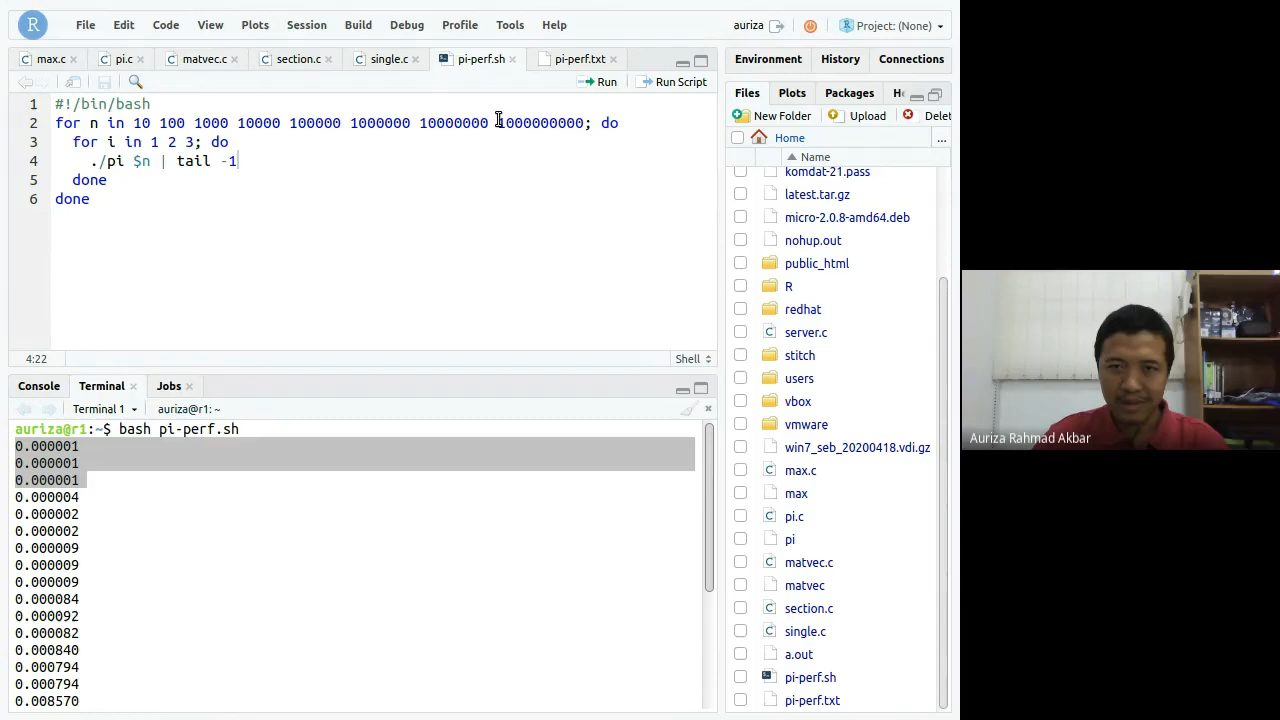 R File Edit Code View Plots Session Build Debug Profile Tools Help auriza Project: (None)
max.c pi.c matvec.c section.c single.c pi-perf.sh pi-perf.txt
Run Run Script
1 #!/bin/bash
2 for n in 10 100 1000 10000 100000 1000000 10000000 1000000000; do
3 for i in 1 2 3; do
4 ./pi $n | tail -1
5 done
6 done
4:22 Shell
Console Terminal Jobs
Terminal 1 auriza@r1: ~
auriza@r1:~$ bash pi-perf.sh
0.000001
0.000001
0.000001
0.000004
0.000002
0.000002
0.000009
0.000009
0.000009
0.000084
0.000092
0.000082
0.000840
0.000794
0.000794
0.008570
Environment History Connections
Files Plots Packages He
New Folder Upload Delet
Home ...
Name
komdat-21.pass
latest.tar.gz
micro-2.0.8-amd64.deb
nohup.out
public_html
R
redhat
server.c
stitch
users
vbox
vmware
win7_seb_20200418.vdi.gz
max.c
max
pi.c
pi
matvec.c
matvec
section.c
single.c
a.out
pi-perf.sh
pi-perf.txt
Auriza Rahmad Akbar